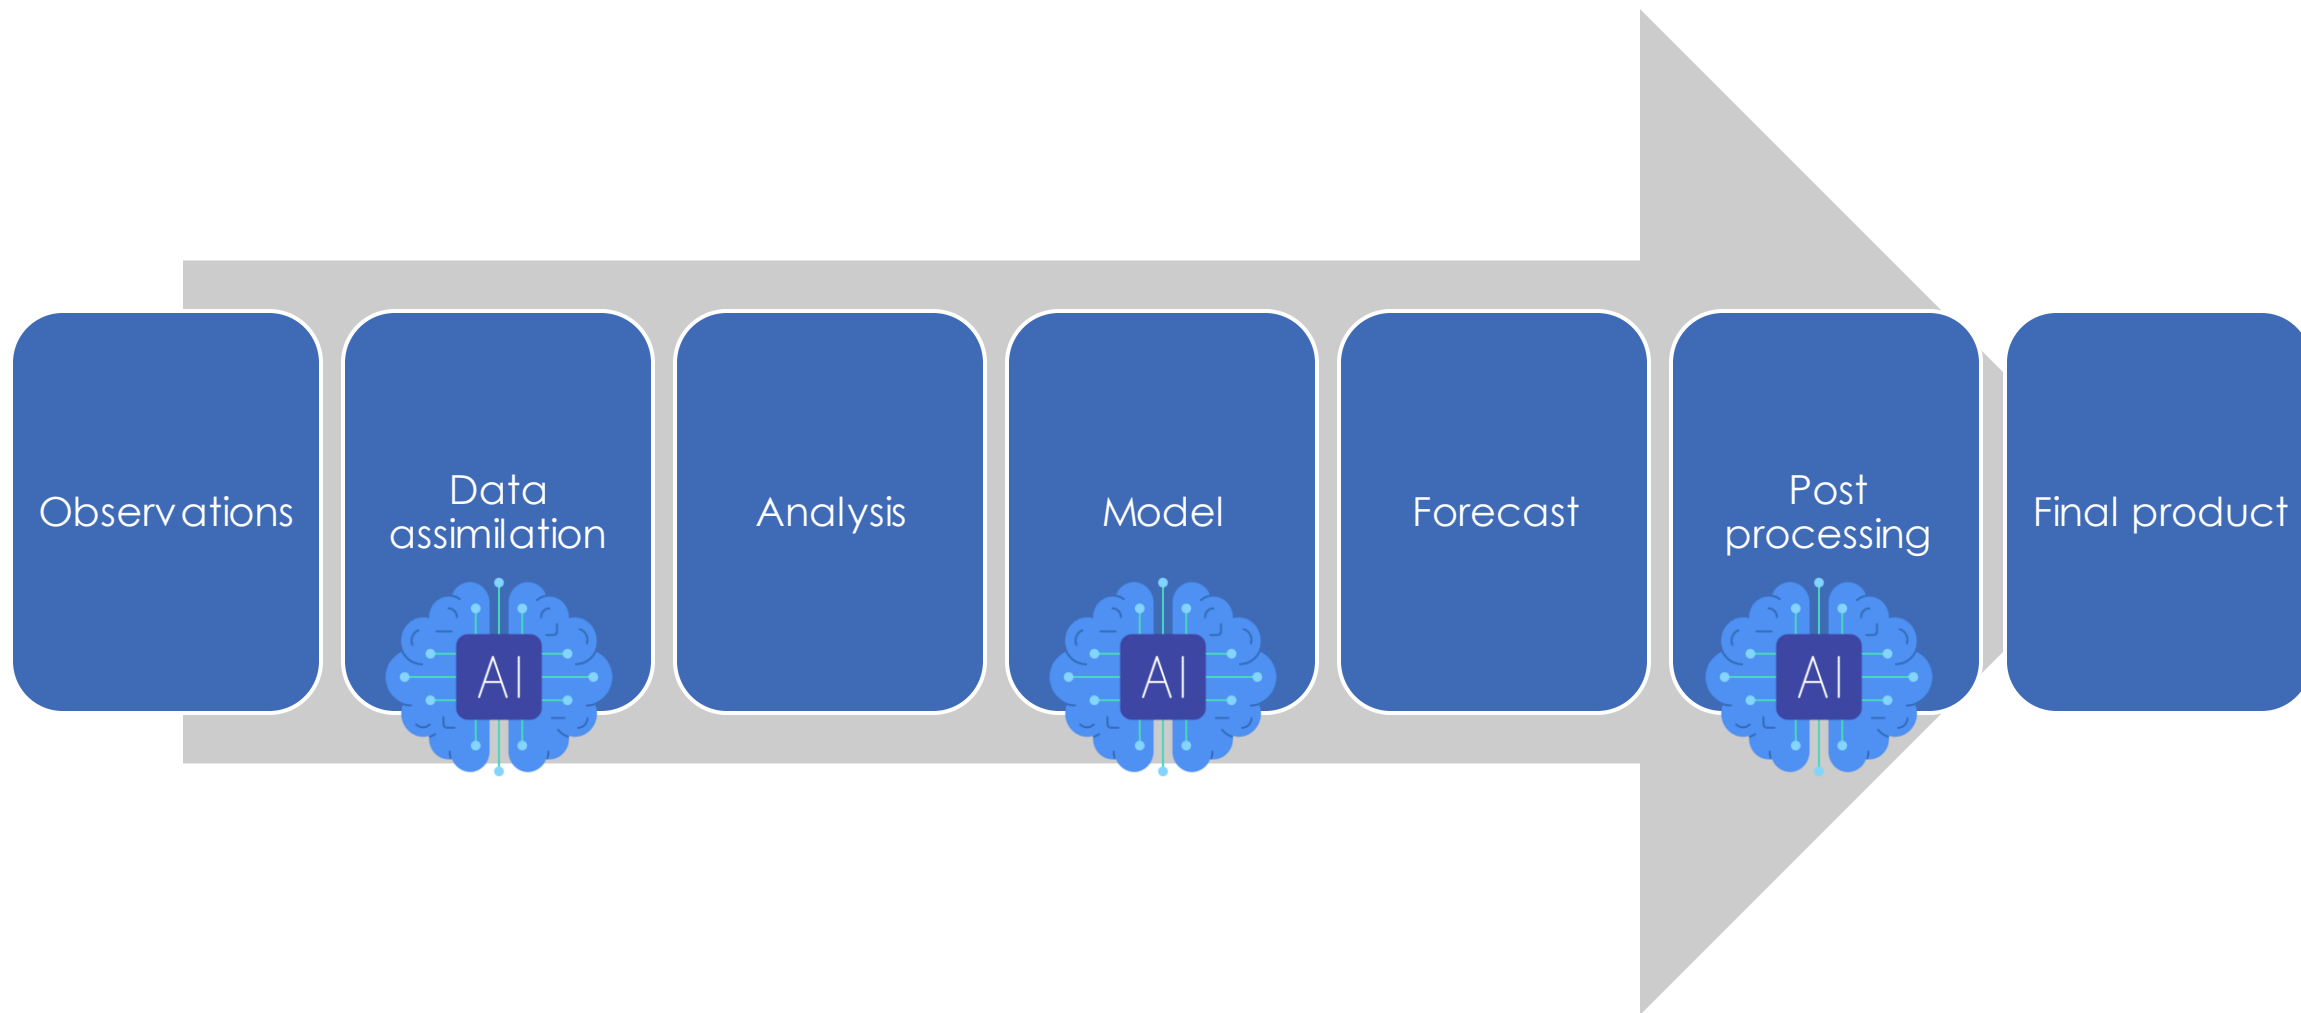 Observations
Data
assimilation
AI
Analysis
Model
AI
Forecast
Post
processing
AI
Final product